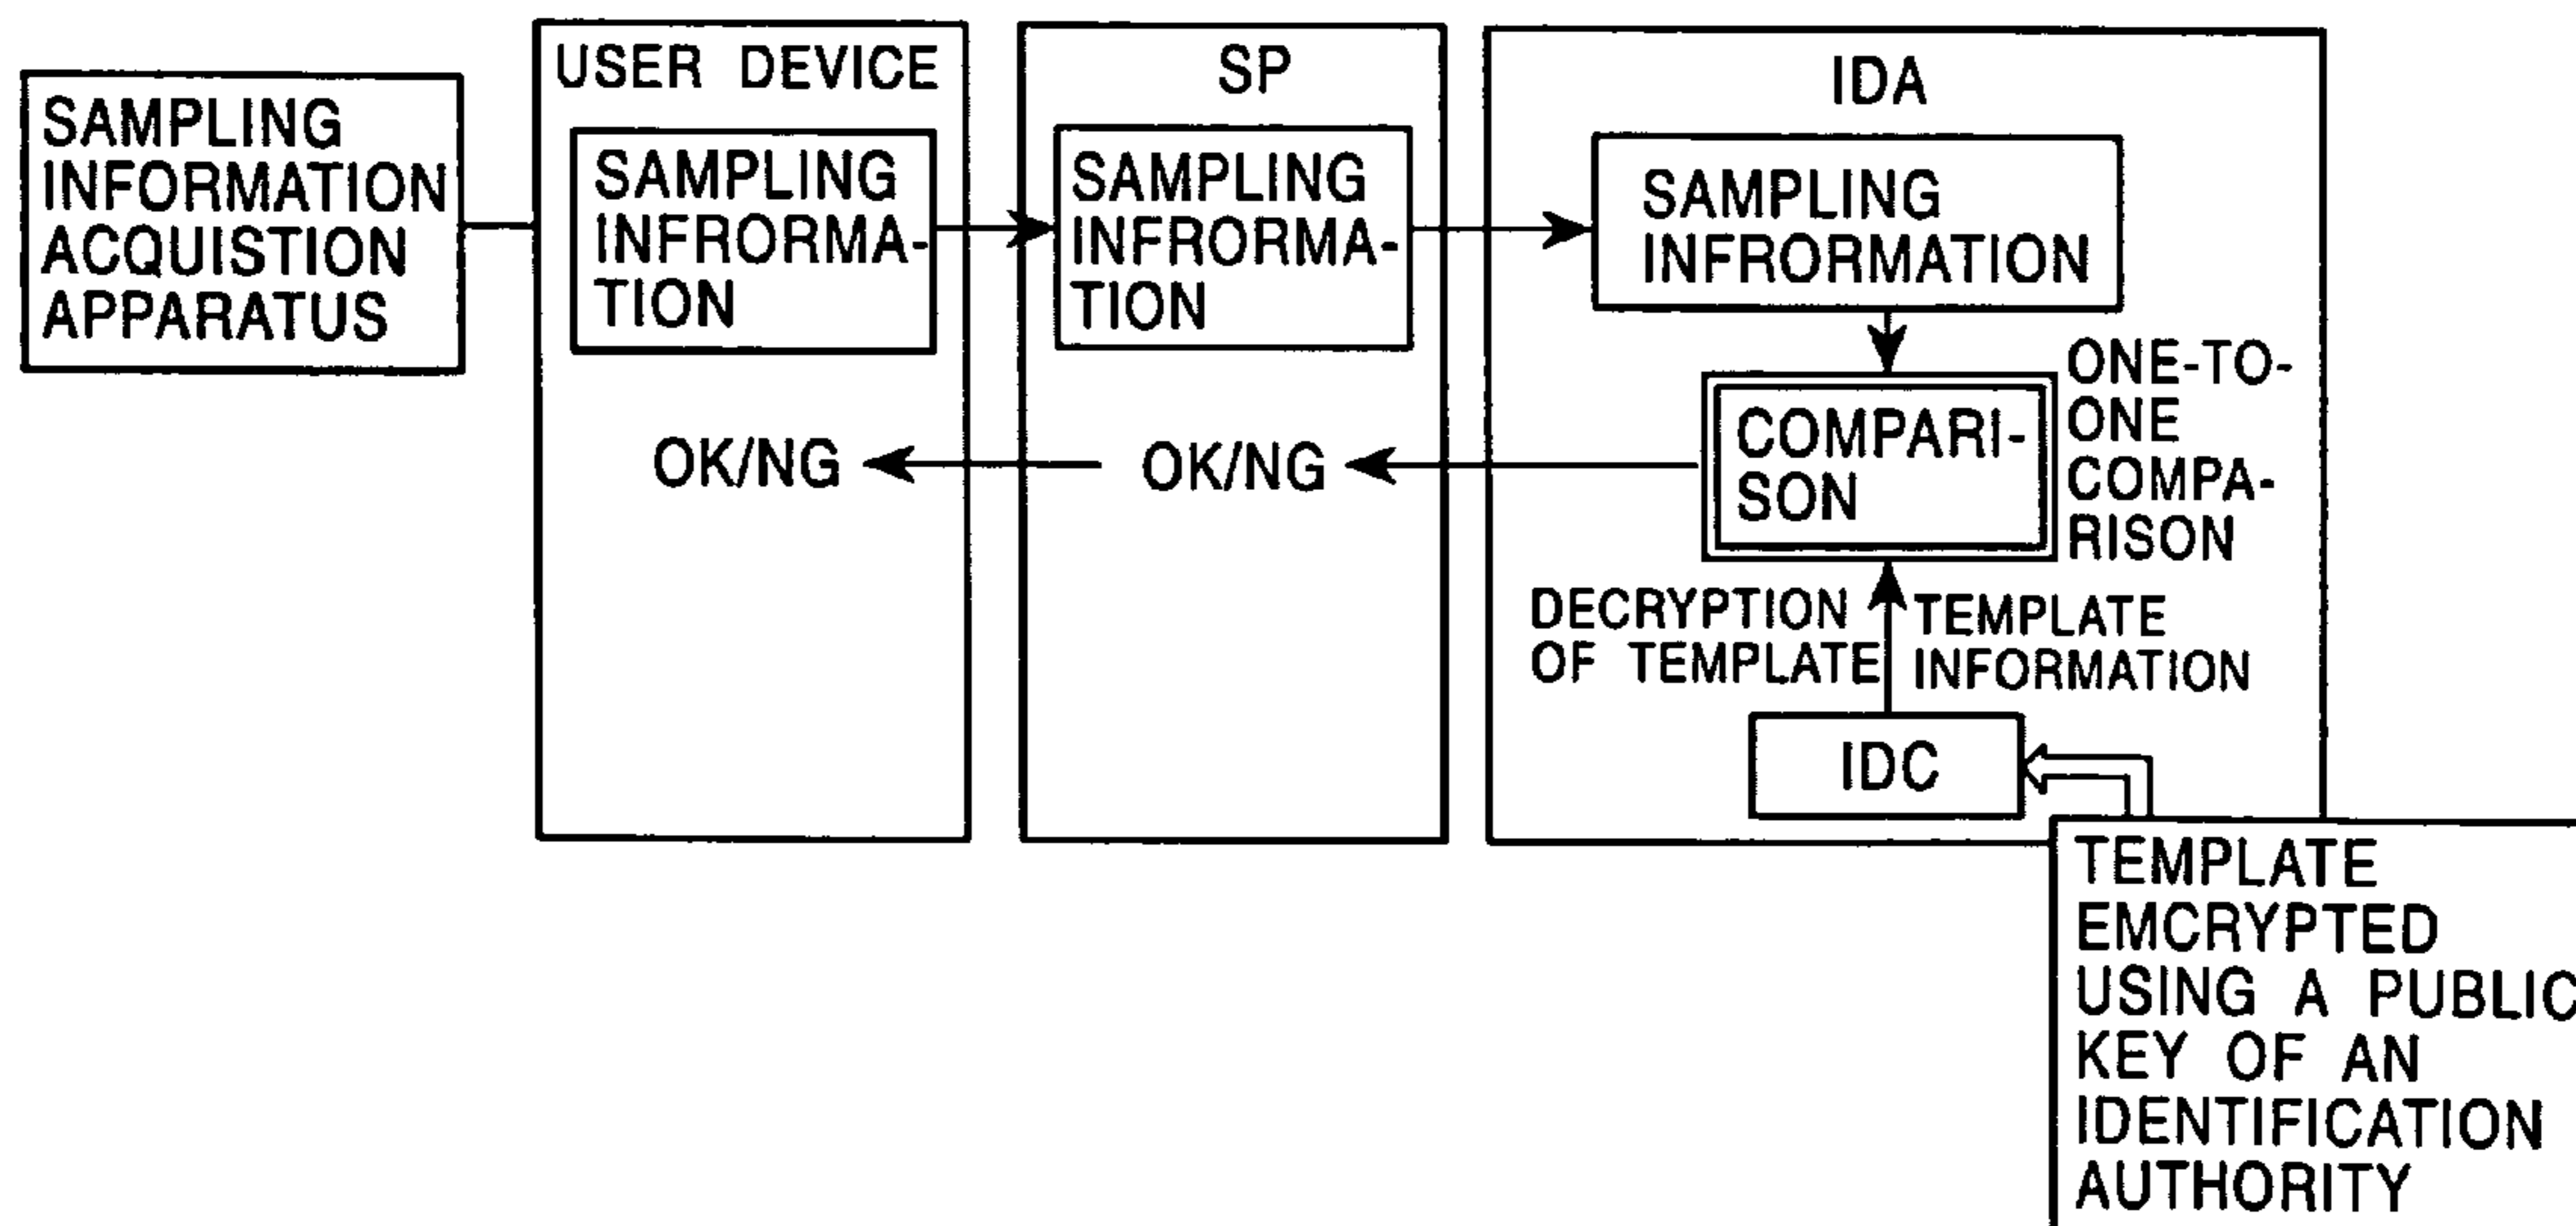 SAMPLING
INFORMATION
ACQUISTION
APPARATUS
USER DEVICE
SAMPLING
INFRORMA-
TION
OK/NG
SP
SAMPLING
INFRORMA-
TION
OK/NG
IDA
SAMPLING
INFRORMATION
COMPARI-
SON
ONE-TO-
ONE
COMPA-
RISON
DECRYPTION
OF TEMPLATE
TEMPLATE
INFORMATION
IDC
TEMPLATE
EMCRYPTED
USING A PUBLIC
KEY OF AN
IDENTIFICATION
AUTHORITY